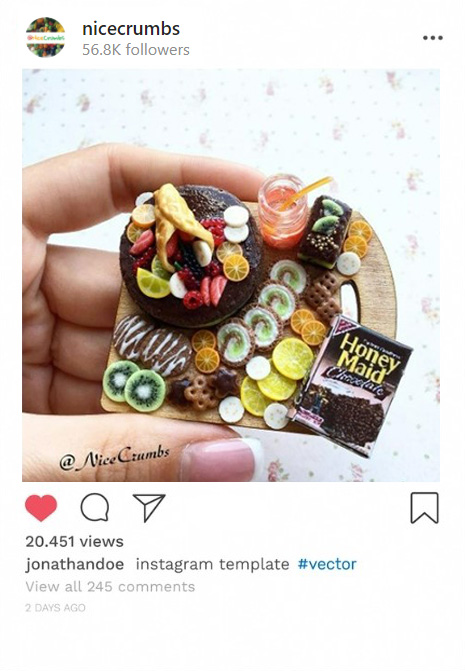 nicecrumbs
56.8K followers
Honey
Maid
Chocolate
@NiceCrumbs
20.451 views
jonathandoe instagram template #vector
View all 245 comments
2 DAYS AGO